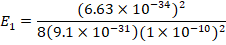 E₁ = (6.63 × 10⁻³⁴)² / 8(9.1 × 10⁻³¹)(1 × 10⁻¹⁰)²